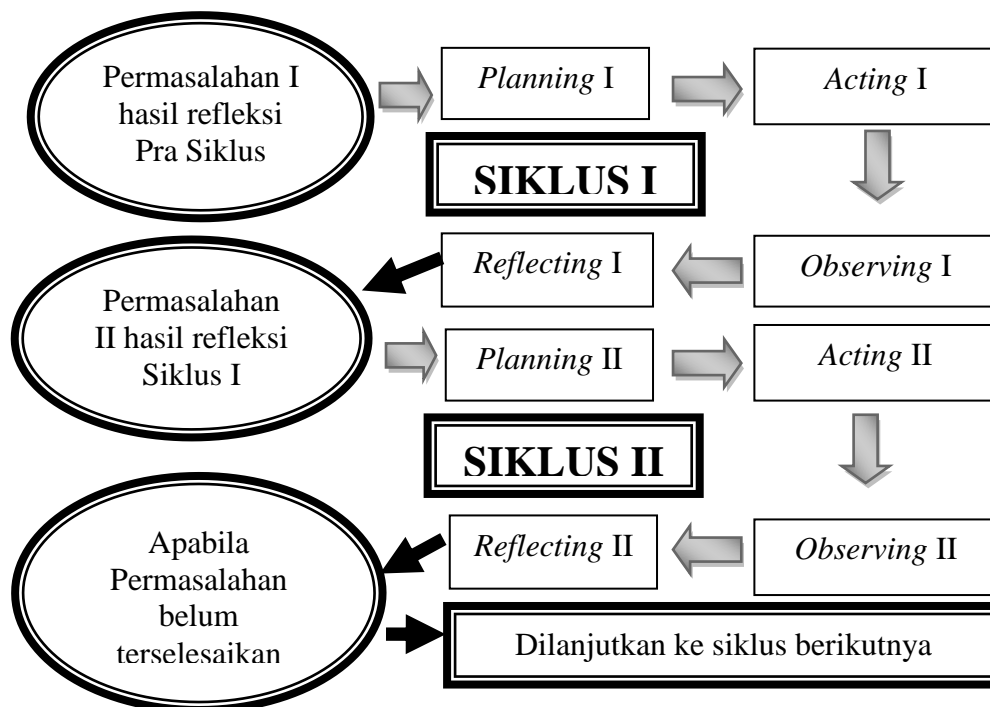 Permasalahan I
hasil refleksi
Pra Siklus
Planning I
Acting I
SIKLUS I
Reflecting I
Observing I
Permasalahan
II hasil refleksi
Siklus I
Planning II
Acting II
SIKLUS II
Reflecting II
Observing II
Apabila
Permasalahan
belum
terselesaikan
Dilanjutkan ke siklus berikutnya